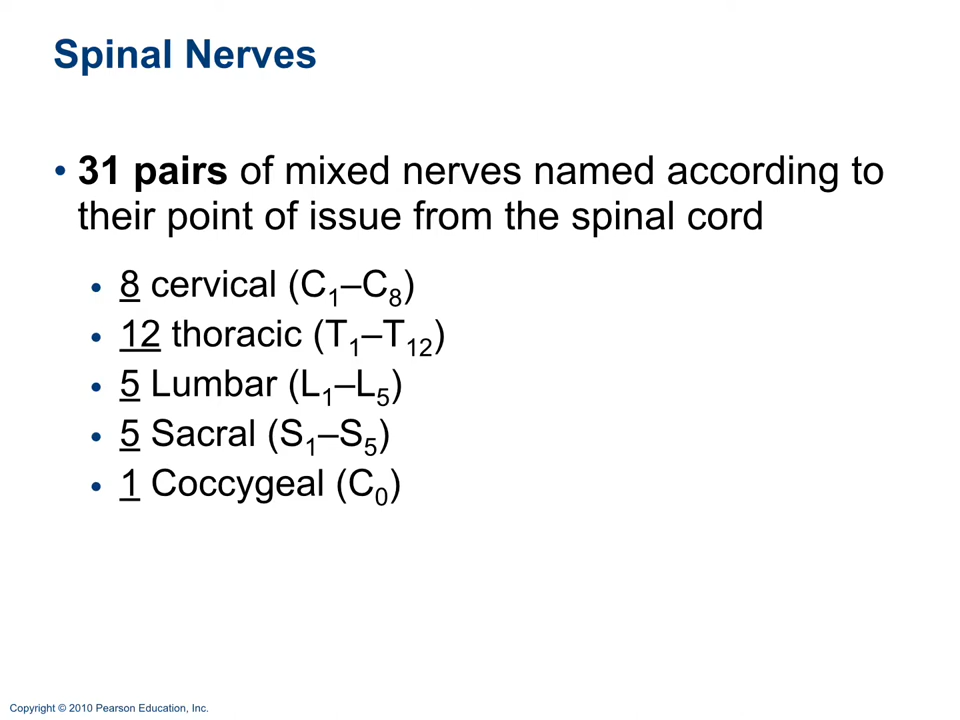 Spinal Nerves
• 31 pairs of mixed nerves named according to
their point of issue from the spinal cord
• 8 cervical (C₁–C₈)
• 12 thoracic (T₁–T₁₂)
• 5 Lumbar (L₁–L₅)
• 5 Sacral (S₁–S₅)
• 1 Coccygeal (C₀)
Copyright © 2010 Pearson Education, Inc.